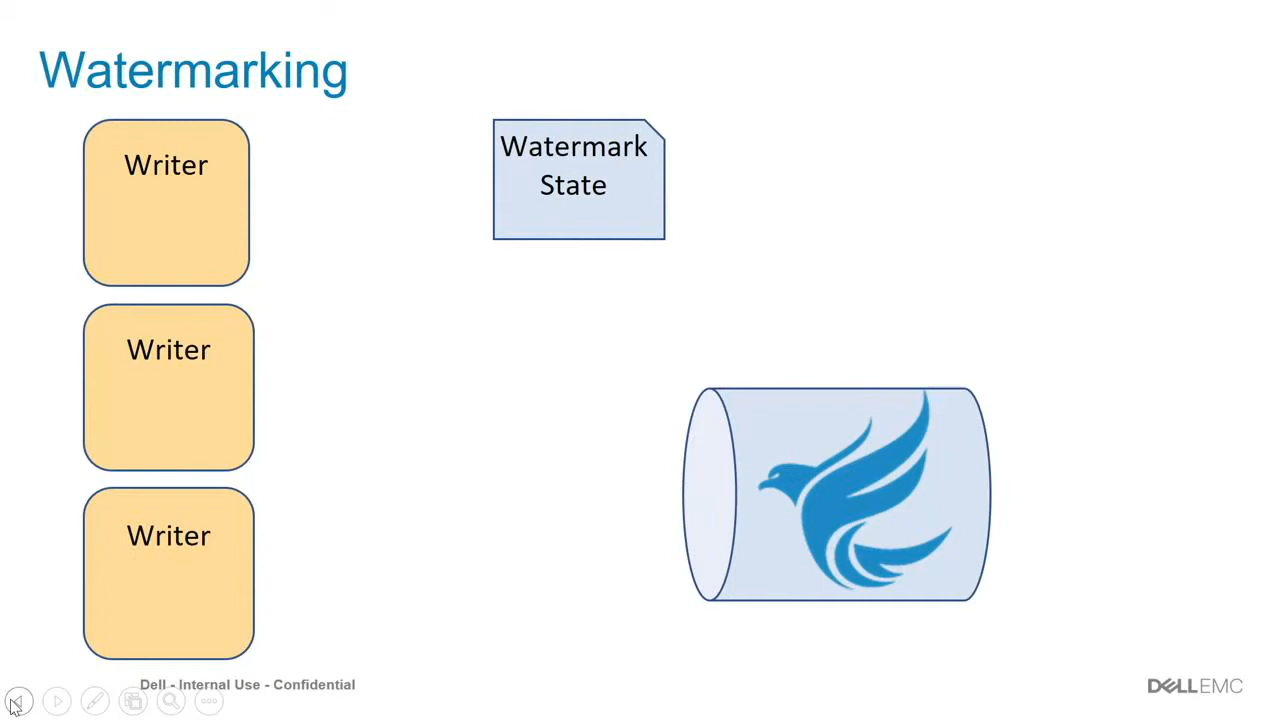 Watermarking
Writer
Watermark
State
Writer
Writer
Dell - Internal Use - Confidential
DELLEMC